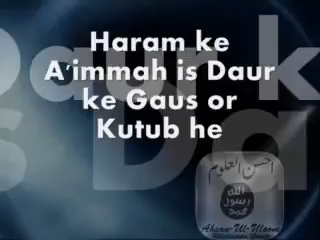 Haram ke
A'immah is Daur
ke Gaus or
Kutub he
احسن العلوم
الله
رسول
محمد
Ahsan-Ul-Uloom